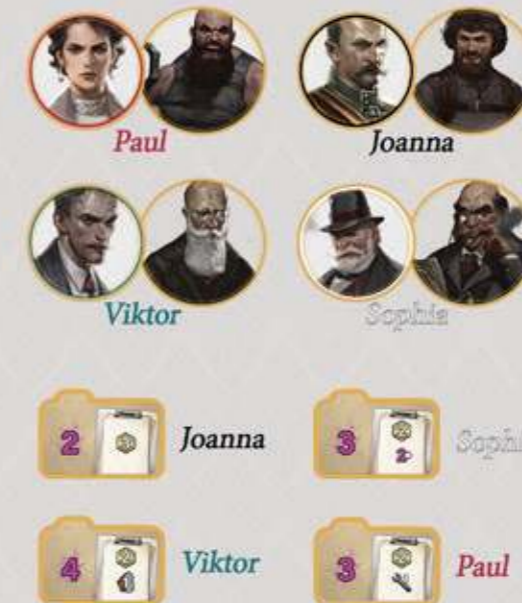 Paul
Joanna
Viktor
Sophia
2 Joanna
3 2
4 Viktor
3 Paul